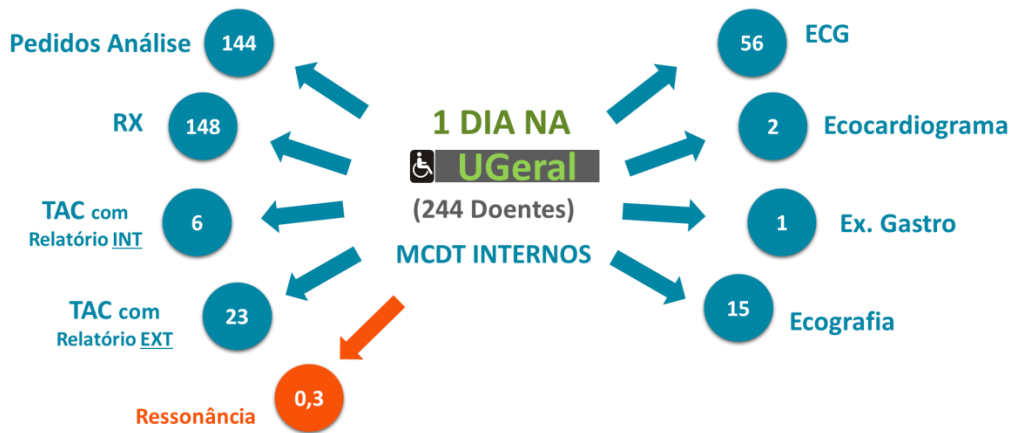 Pedidos Análise
144
RX
148
TAC com
Relatório INT
6
TAC com
Relatório EXT
23
Ressonância
0,3
1 DIA NA
UGeral
(244 Doentes)
MCDT INTERNOS
56
ECG
2
Ecocardiograma
1
Ex. Gastro
15
Ecografia